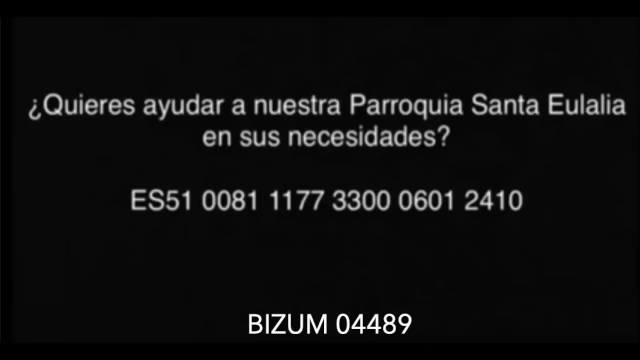 ¿Quieres ayudar a nuestra Parroquia Santa Eulalia
en sus necesidades?
ES51 0081 1177 3300 0601 2410
BIZUM 04489